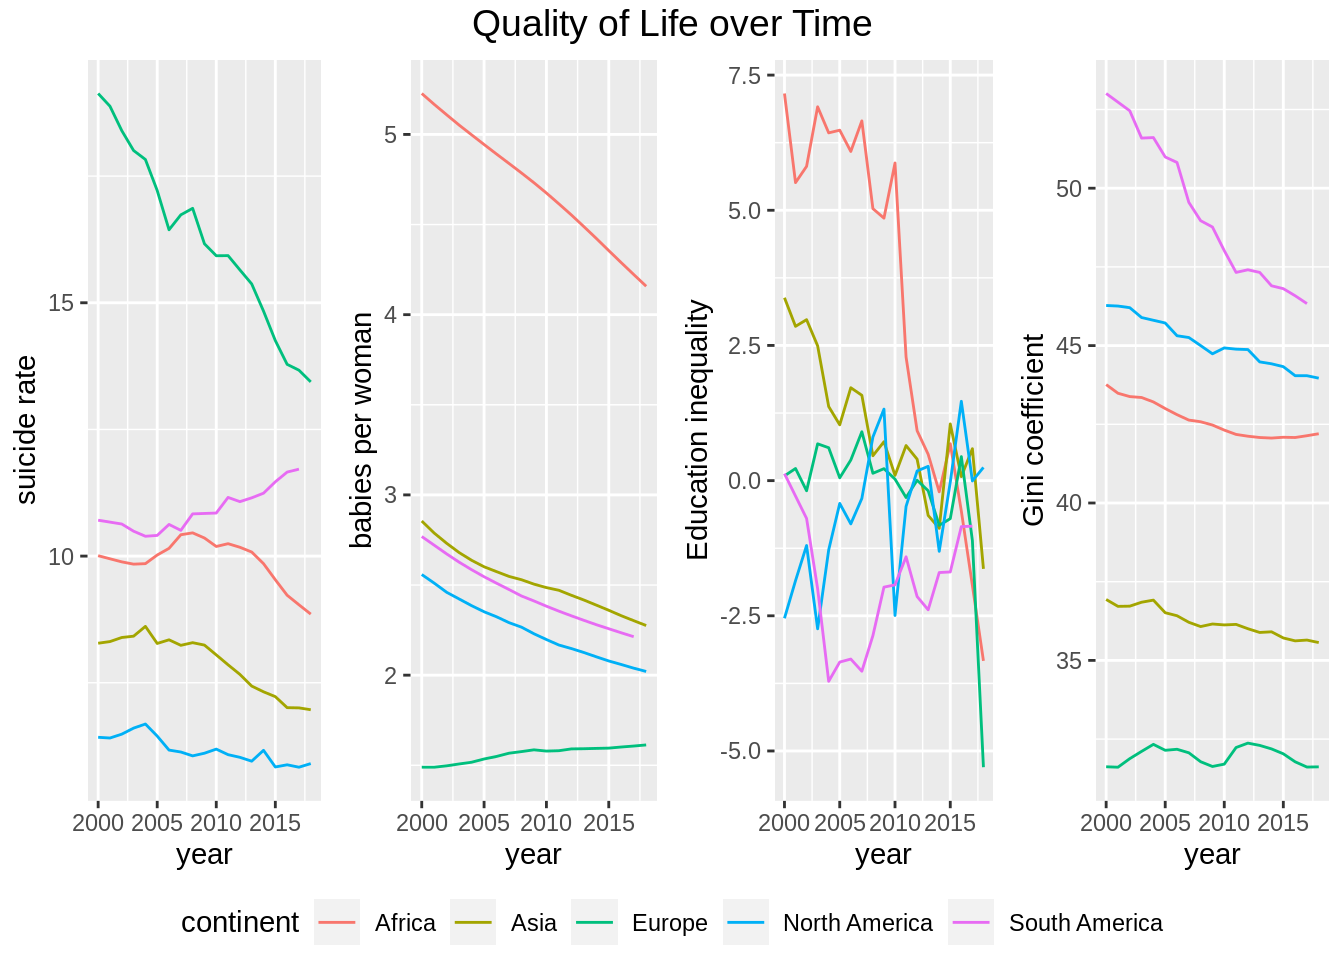 Quality of Life over Time
suicide rate
15
10
2000 2005 2010 2015
year
babies per woman
5
4
3
2
2000 2005 2010 2015
year
Education inequality
7.5
5.0
2.5
0.0
-2.5
-5.0
2000 2005 2010 2015
year
Gini coefficient
50
45
40
35
2000 2005 2010 2015
year
continent Africa Asia Europe North America South America